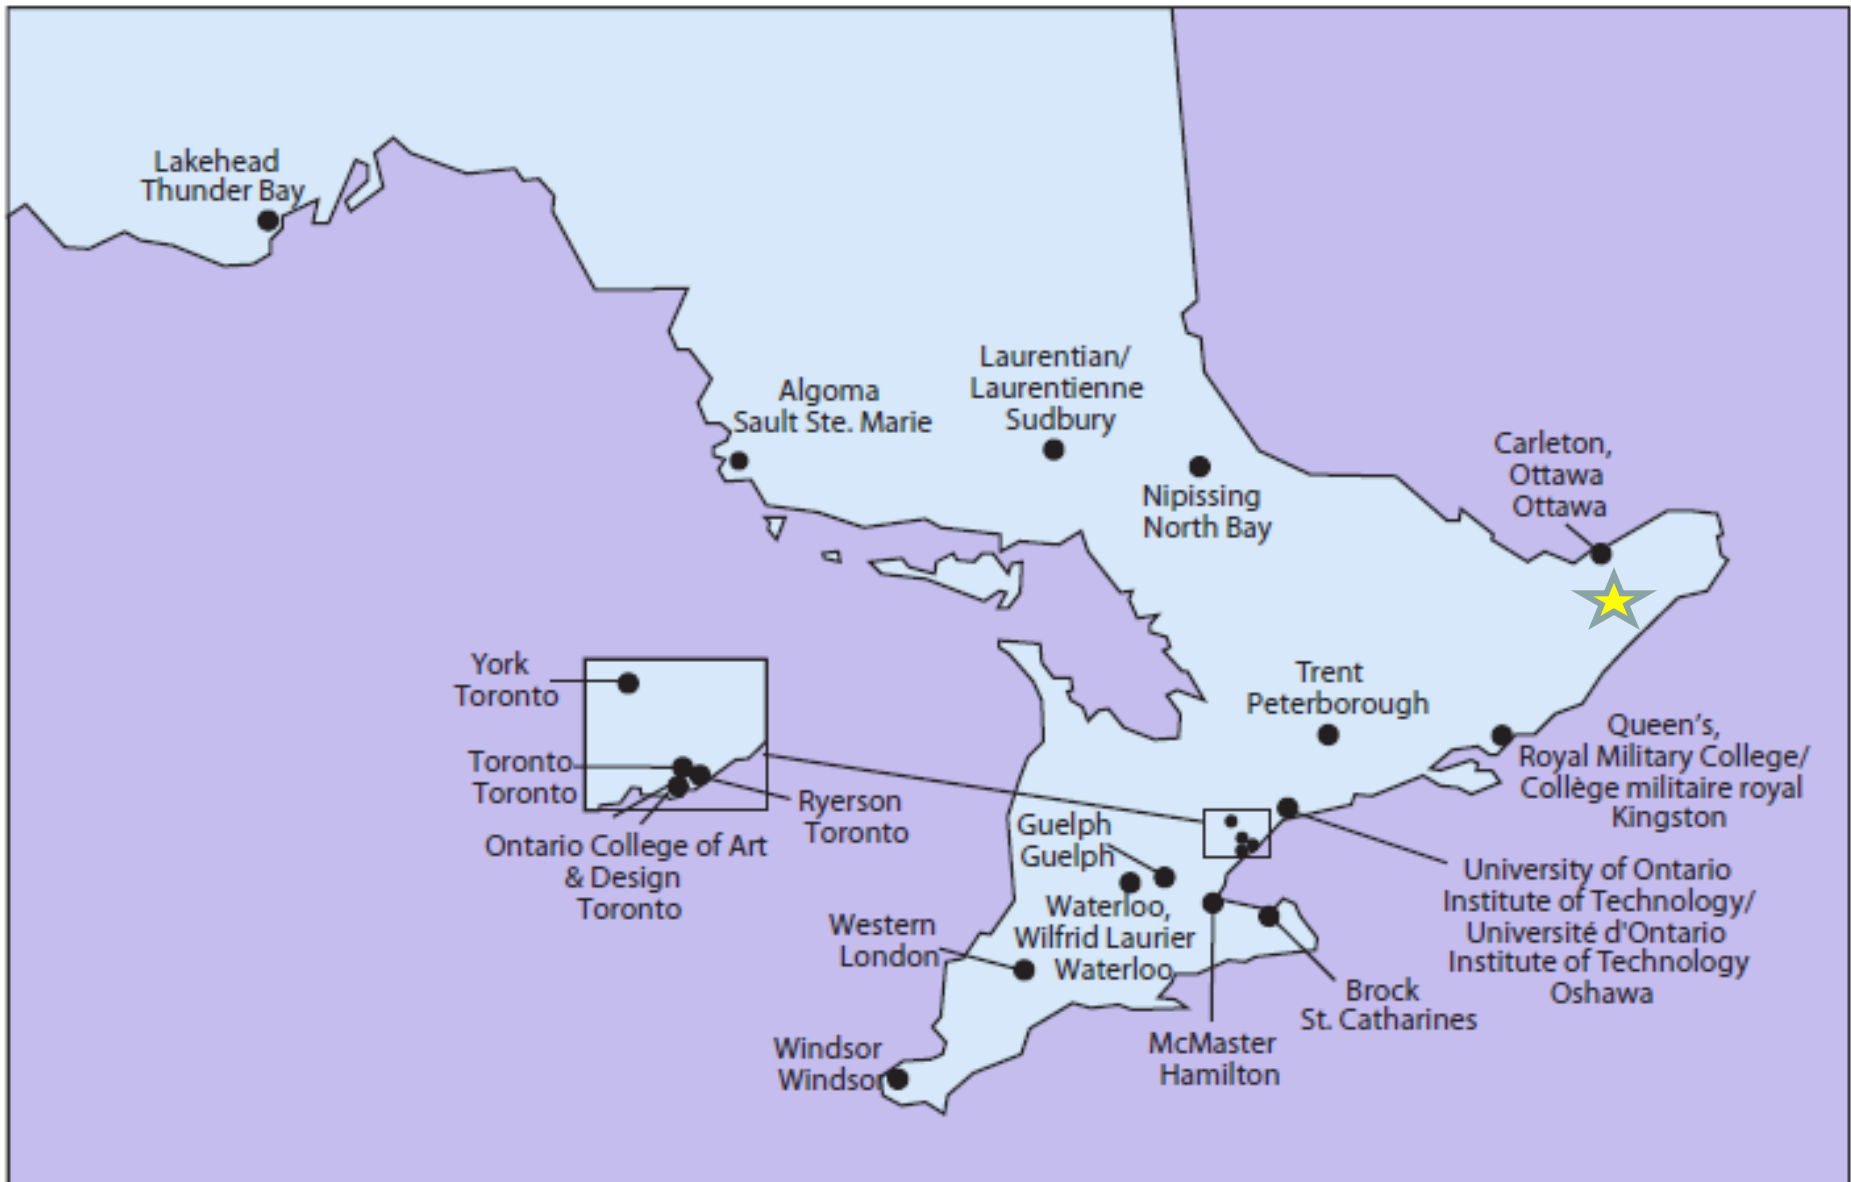 Lakehead
Thunder Bay
Laurentian/
Laurentienne
Sudbury
Algoma
Sault Ste. Marie
Nipissing
North Bay
Carleton,
Ottawa
Ottawa
York
Toronto
Toronto
Toronto
Ryerson
Toronto
Ontario College of Art
& Design
Toronto
Trent
Peterborough
Queen's,
Royal Military College/
Collège militaire royal
Kingston
Guelph
Guelph
University of Ontario
Institute of Technology/
Université d'Ontario
Institute of Technology
Oshawa
Waterloo,
Wilfrid Laurier
Waterloo
Western
London
Brock
St. Catharines
McMaster
Hamilton
Windsor
Windsor